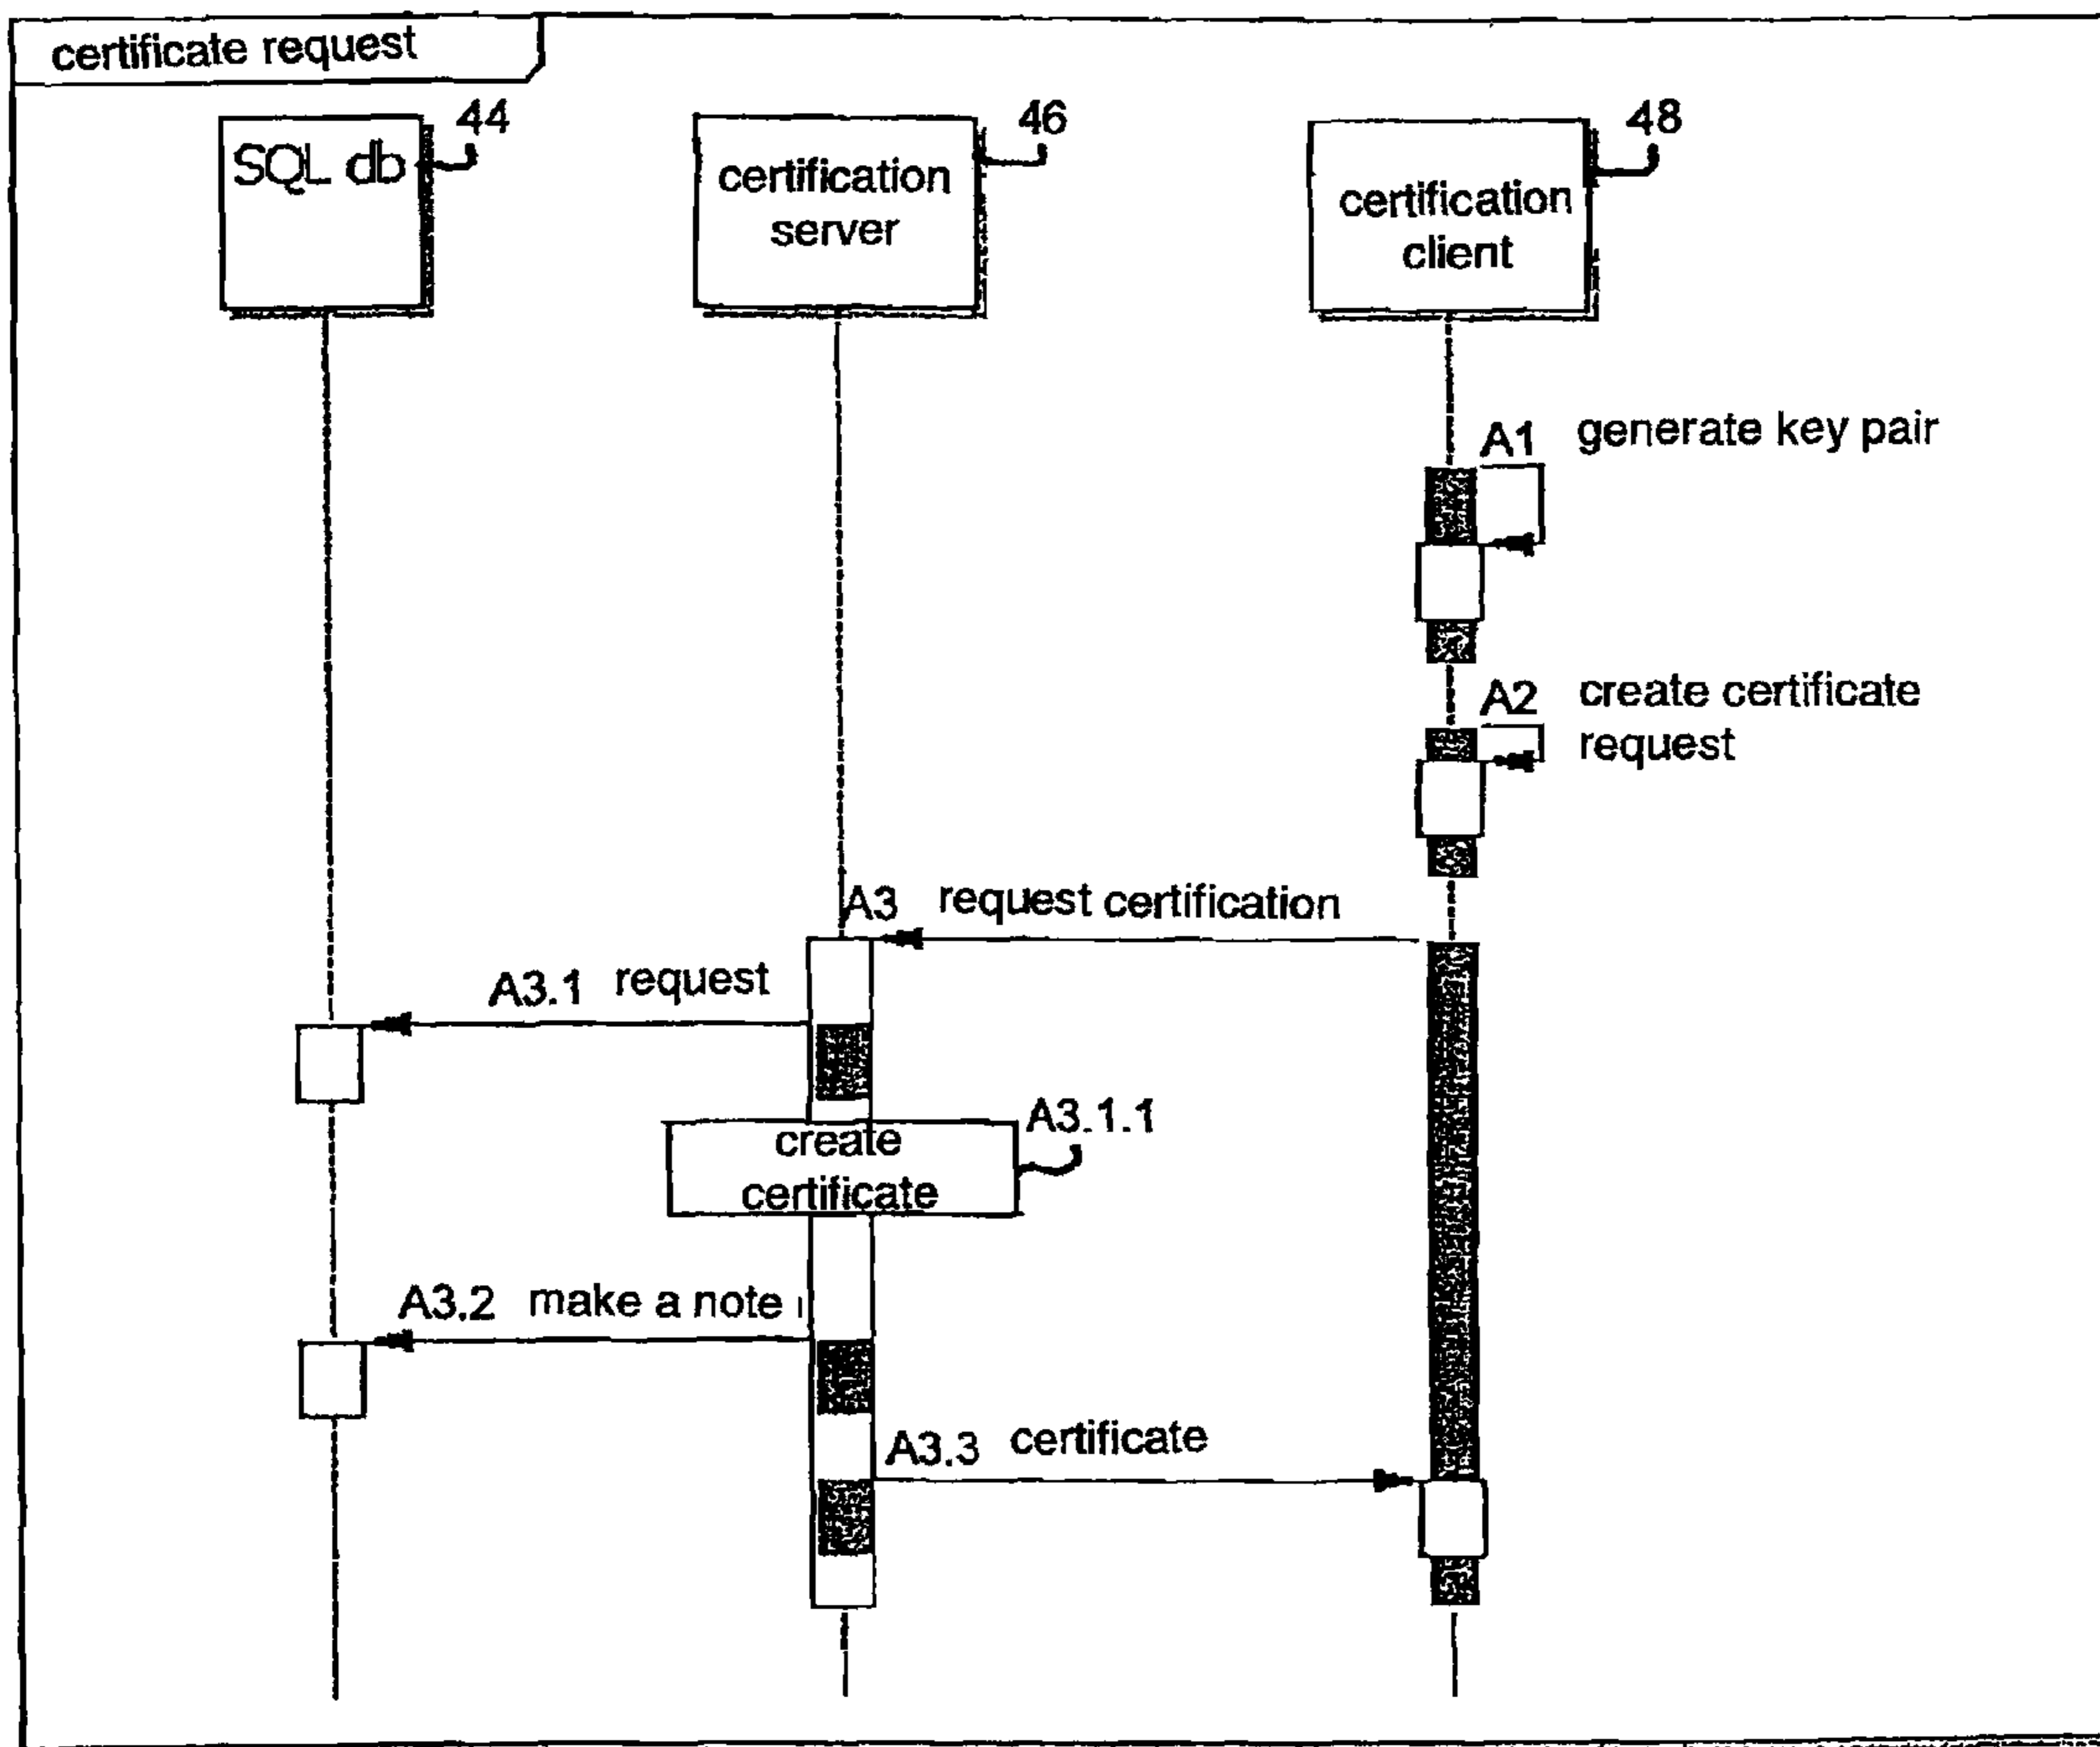 certificate request
44
SQL db
46
certification
server
48
certification
client
A1 generate key pair
A2 create certificate
request
A3 request certification
A3.1 request
A3.1.1
create
certificate
A3.2 make a note
A3.3 certificate